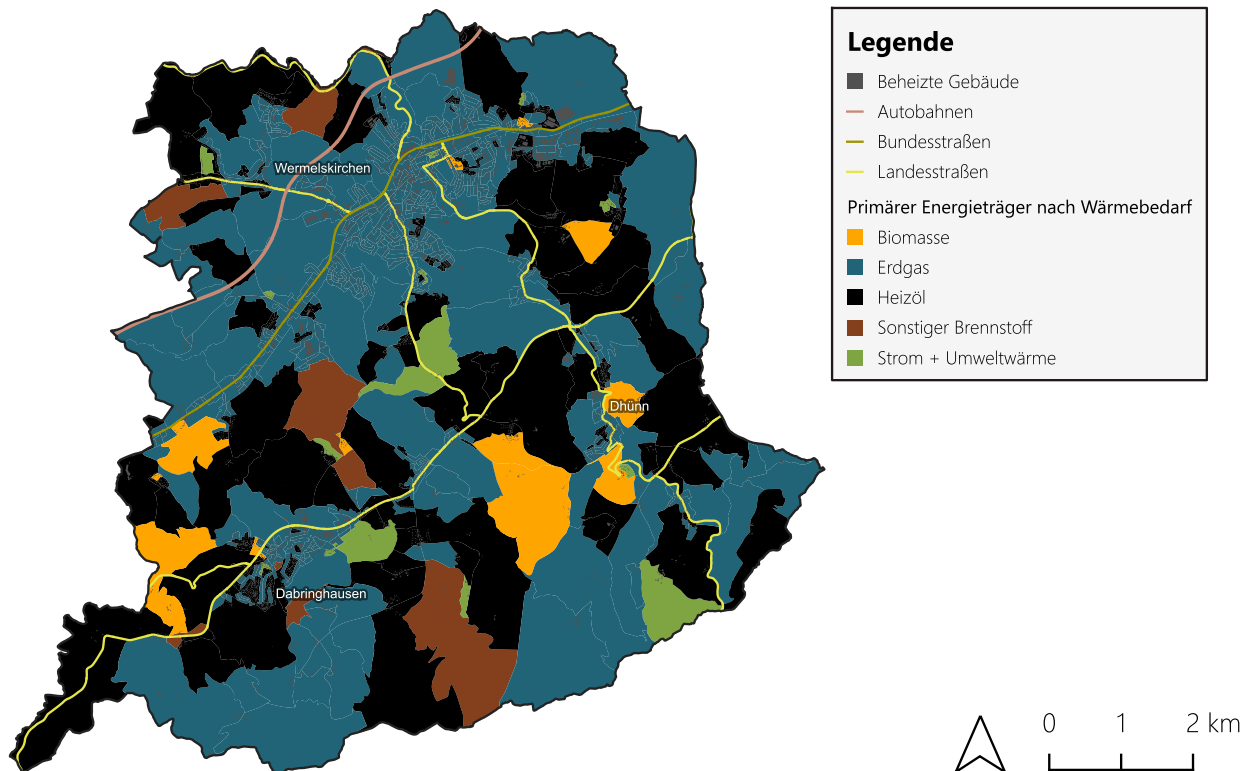 Legende
Beheizte Gebäude
Autobahnen
Bundesstraßen
Landesstraßen
Primärer Energieträger nach Wärmebedarf
Biomasse
Erdgas
Heizöl
Sonstiger Brennstoff
Strom + Umweltwärme
Wermelskirchen
Dhünn
Dabringhausen
0 1 2 km